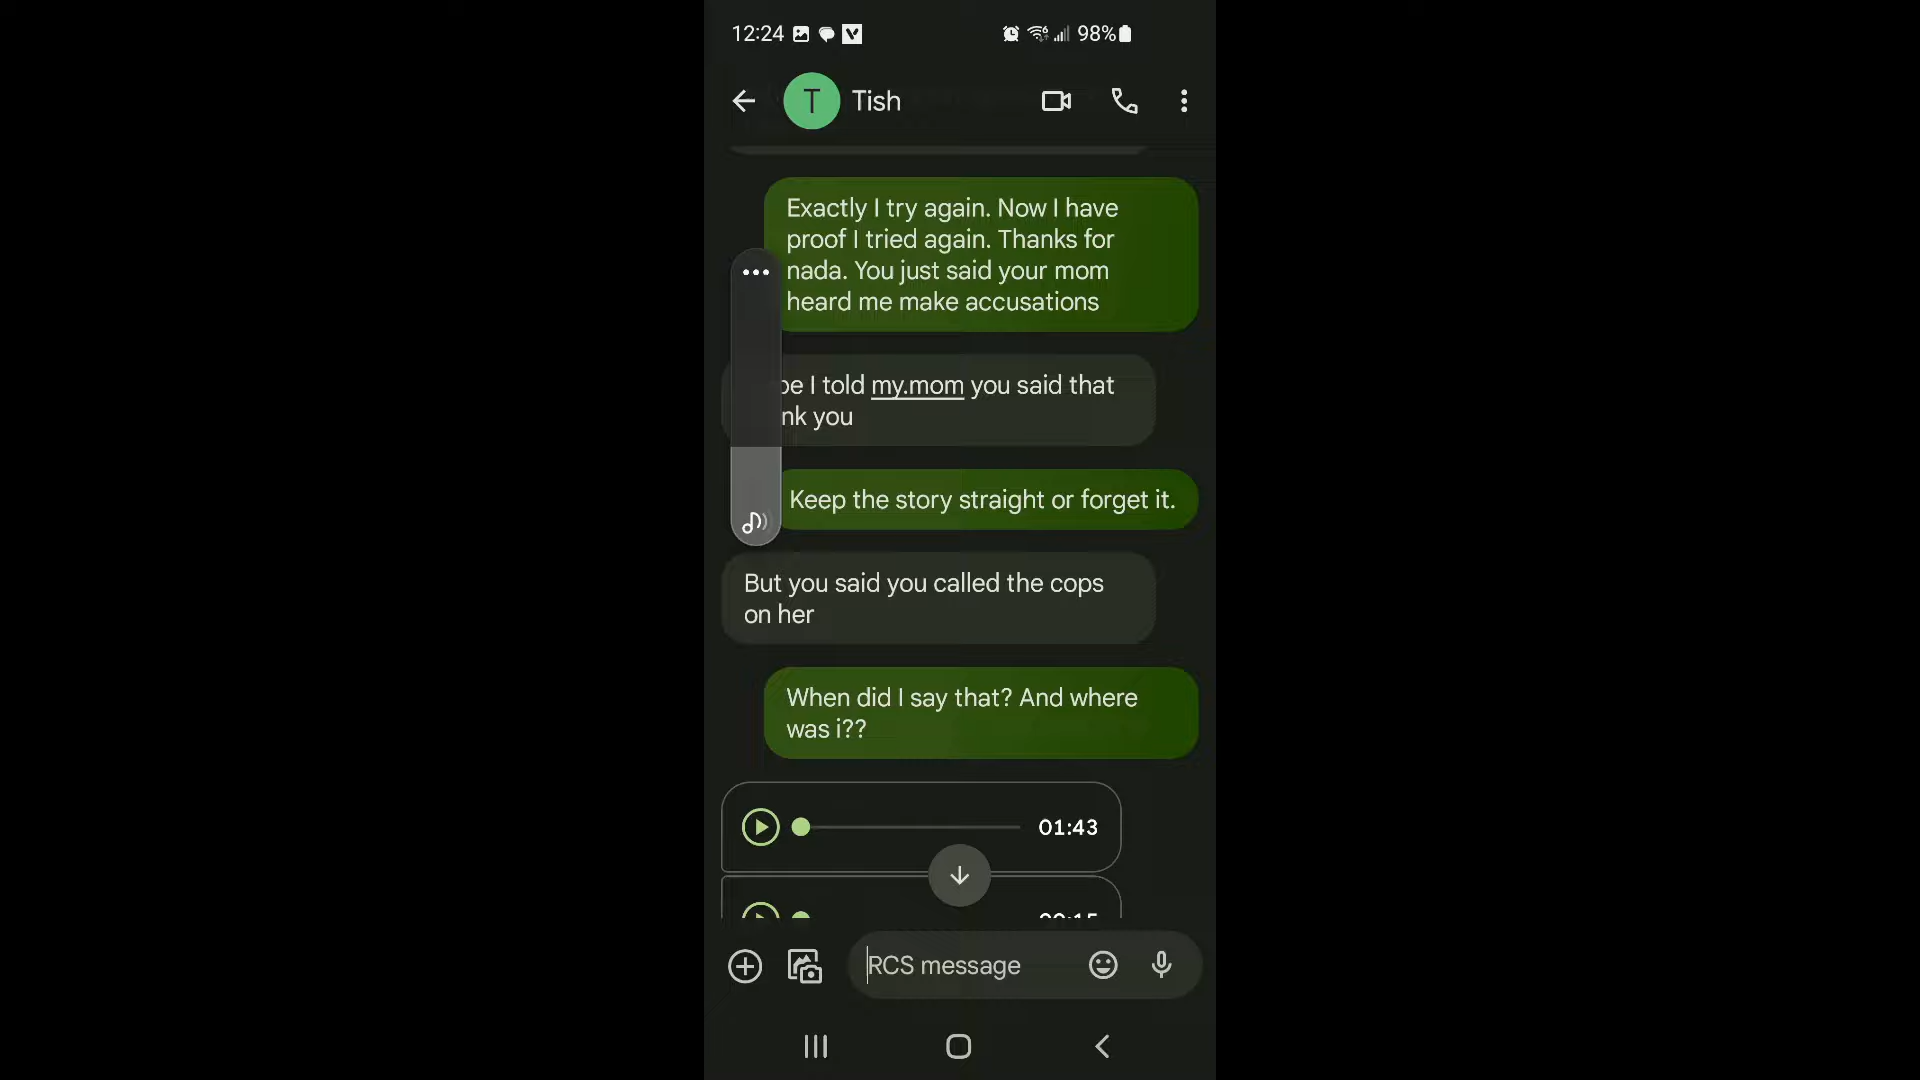 12:24 98%
T Tish
Exactly I try again. Now I have
proof I tried again. Thanks for
nada. You just said your mom
heard me make accusations
I told my.mom you said that
you
Keep the story straight or forget it.
But you said you called the cops
on her
When did I say that? And where
was i??
01:43
RCS message